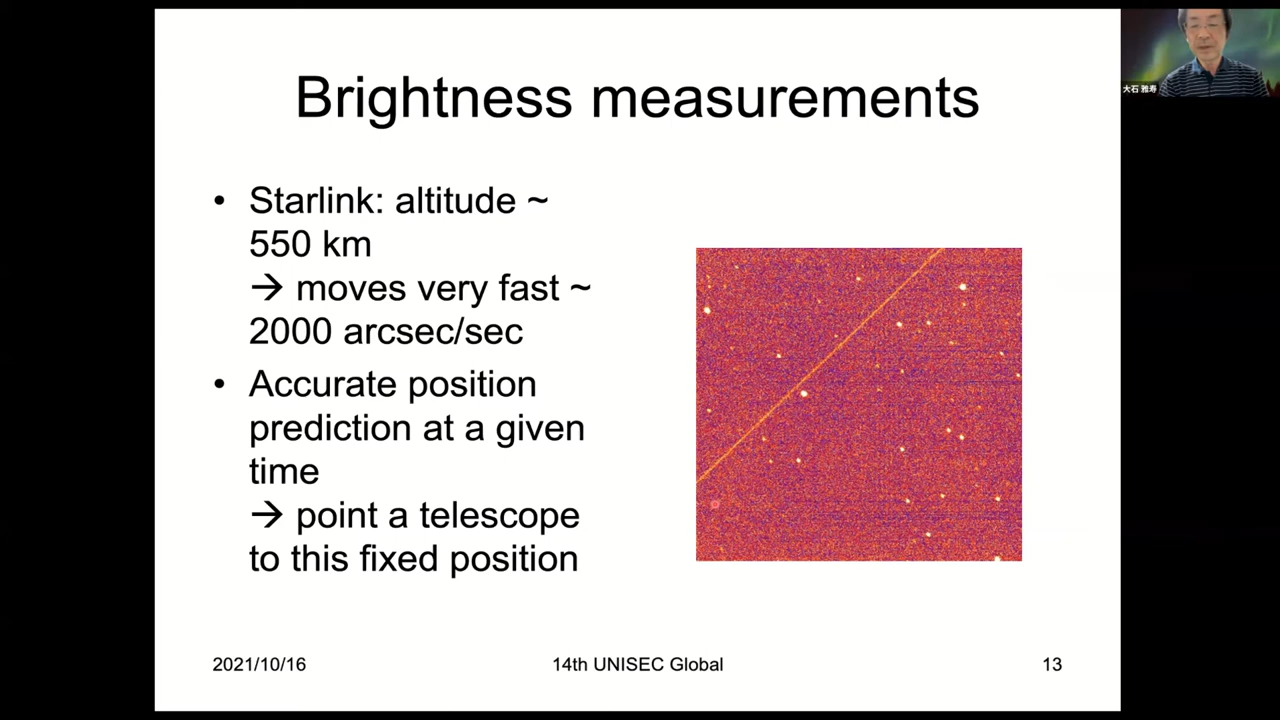 Brightness measurements
大石 雅寿
• Starlink: altitude ~
550 km
→ moves very fast ~
2000 arcsec/sec
• Accurate position
prediction at a given
time
→ point a telescope
to this fixed position
2021/10/16
14th UNISEC Global
13